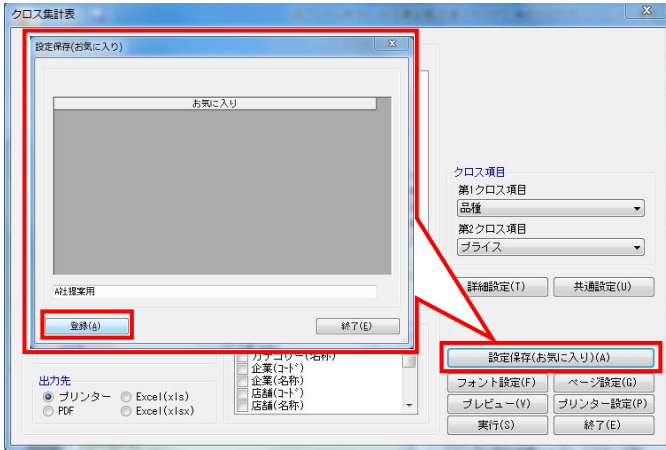 クロス集計表
設定保存(お気に入り)
お気に入り
A社提案用
登録(A)
終了(E)
クロス項目
第1クロス項目
品種
第2クロス項目
プライス
詳細設定(T)
共通設定(U)
設定保存(お気に入り)(A)
フォント設定(F)
ページ設定(G)
プレビュー(V)
プリンター設定(P)
実行(S)
終了(E)
カテゴリー(名称)
企業(コード)
企業(名称)
店舗(コード)
店舗(名称)
出力先
プリンター
Excel(xls)
PDF
Excel(xlsx)